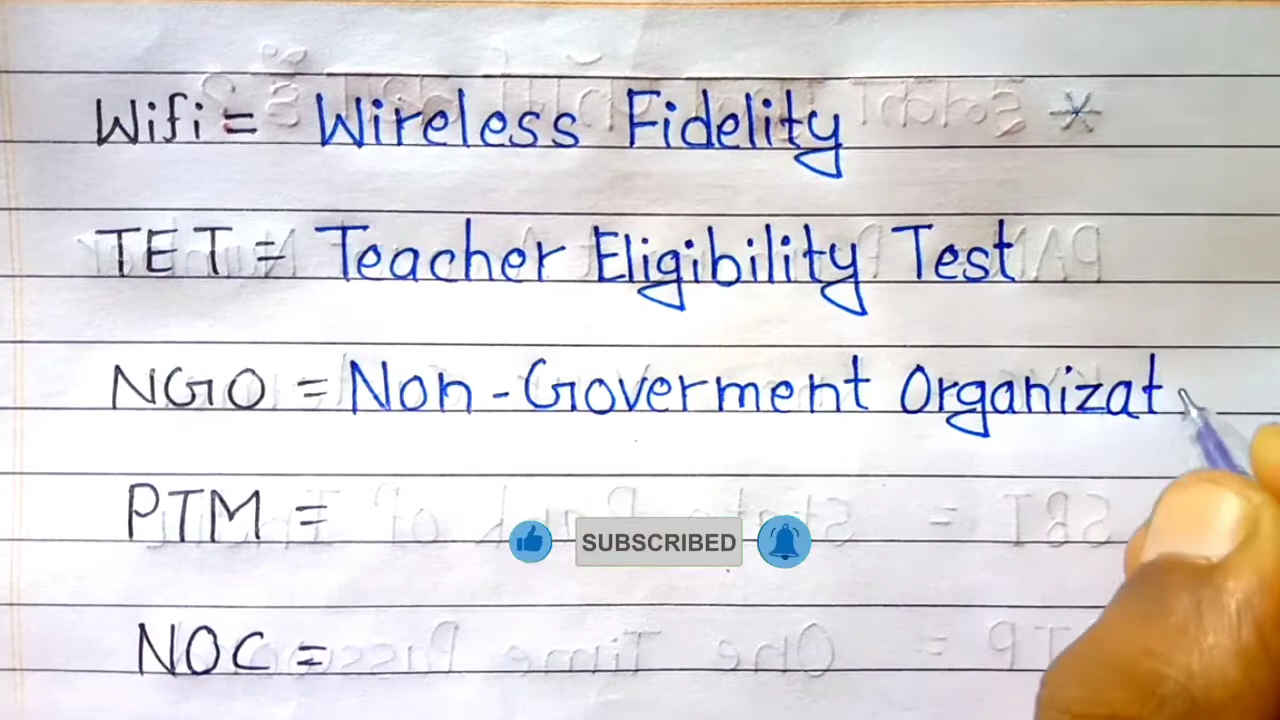 Wifi = Wireless Fidelity *
TET = Teacher Eligibility Test
NGO = Non-Goverment Organizat
PTM =
SUBSCRIBED
NOC =